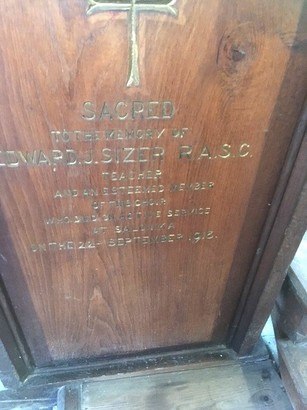 SACRED
TO THE MEMORY OF
EDWARD.J.SIZER R.A.S.C.
TEACHER
AND AN ESTEEMED MEMBER
OF THIS CHOIR
WHO DIED ON ACTIVE SERVICE
AT SALONIKA
ON THE 22ND SEPTEMBER .1918.